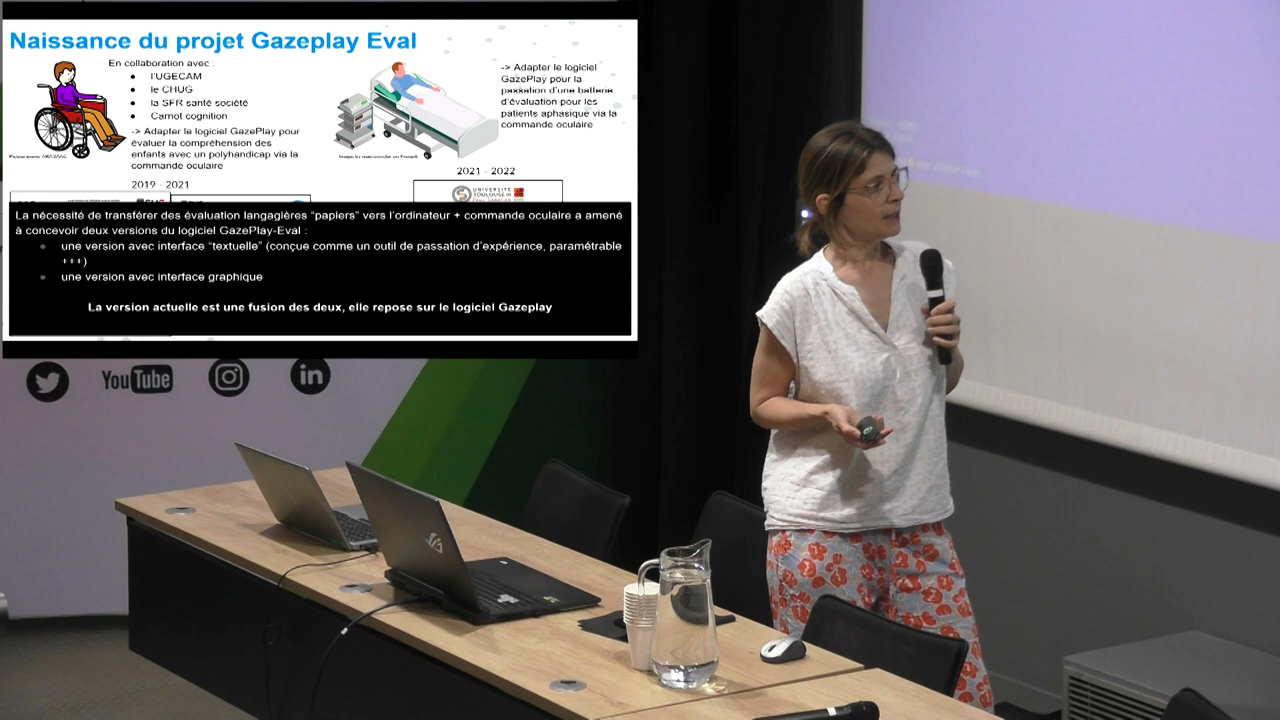 Naissance du projet Gazeplay Eval
En collaboration avec :
l'UGECAM
le CHUG
la SFR santé société
Carnot cognition
-> Adapter le logiciel GazePlay pour
évaluer la compréhension des
enfants avec un polyhandicap via la
commande oculaire
2019 - 2021
-> Adapter le logiciel
GazePlay pour la
passation d'une batterie
d'évaluation pour les
patients aphasique via la
commande oculaire
2021 - 2022
UNIVERSITÉ
TOULOUSE III
La nécessité de transférer des évaluation langagières "papiers" vers l'ordinateur + commande oculaire a amené
à concevoir deux versions du logiciel GazePlay-Eval :
une version avec interface "textuelle" (conçue comme un outil de passation d'expérience, paramétrable
+++)
une version avec interface graphique
La version actuelle est une fusion des deux, elle repose sur le logiciel Gazeplay
YouTube
in